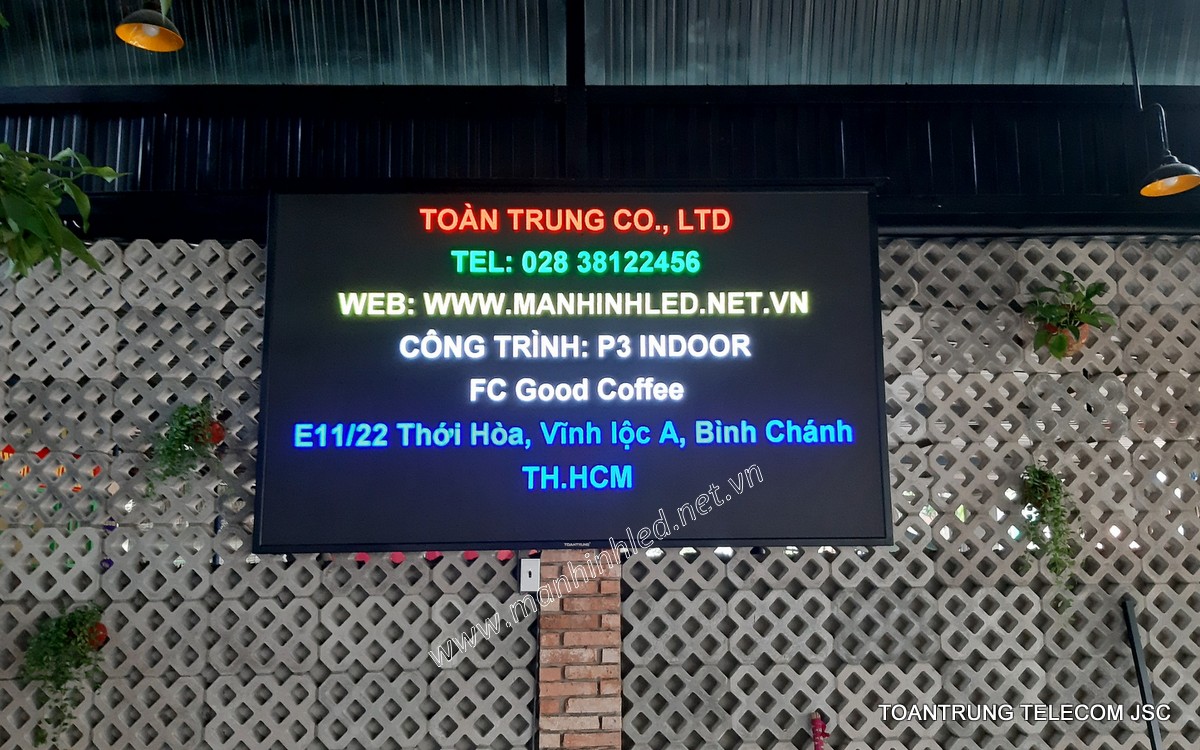 TOÀN TRUNG CO., LTD
TEL: 028 38122456
WEB: WWW.MANHINHLED.NET.VN
CÔNG TRÌNH: P3 INDOOR
FC Good Coffee
E11/22 Thới Hòa, Vĩnh lộc A, Bình Chánh
TH.HCM
TOANTRUNG
www.manhinhled.net.vn
TOANTRUNG TELECOM JSC